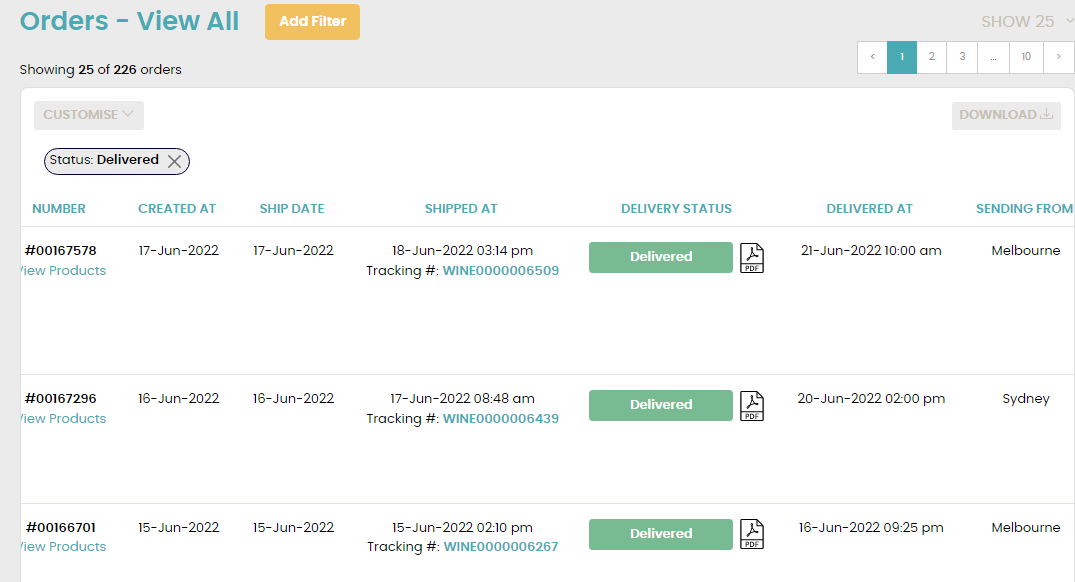 Orders - View All
Add Filter
SHOW 25
Showing 25 of 226 orders
‹ 1 2 3 ... 10 ›
CUSTOMISE
DOWNLOAD
Status: Delivered
NUMBER CREATED AT SHIP DATE SHIPPED AT DELIVERY STATUS DELIVERED AT SENDING FROM
#00167578 17-Jun-2022 17-Jun-2022 18-Jun-2022 03:14 pm Delivered PDF 21-Jun-2022 10:00 am Melbourne
View Products Tracking #: WINE0000006509
#00167296 16-Jun-2022 16-Jun-2022 17-Jun-2022 08:48 am Delivered PDF 20-Jun-2022 02:00 pm Sydney
View Products Tracking #: WINE0000006439
#00166701 15-Jun-2022 15-Jun-2022 15-Jun-2022 02:10 pm Delivered PDF 16-Jun-2022 09:25 pm Melbourne
View Products Tracking #: WINE0000006267